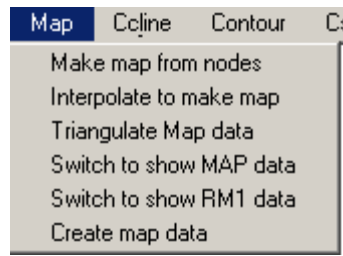 Map Ccline Contour
Make map from nodes
Interpolate to make map
Triangulate Map data
Switch to show MAP data
Switch to show RM1 data
Create map data